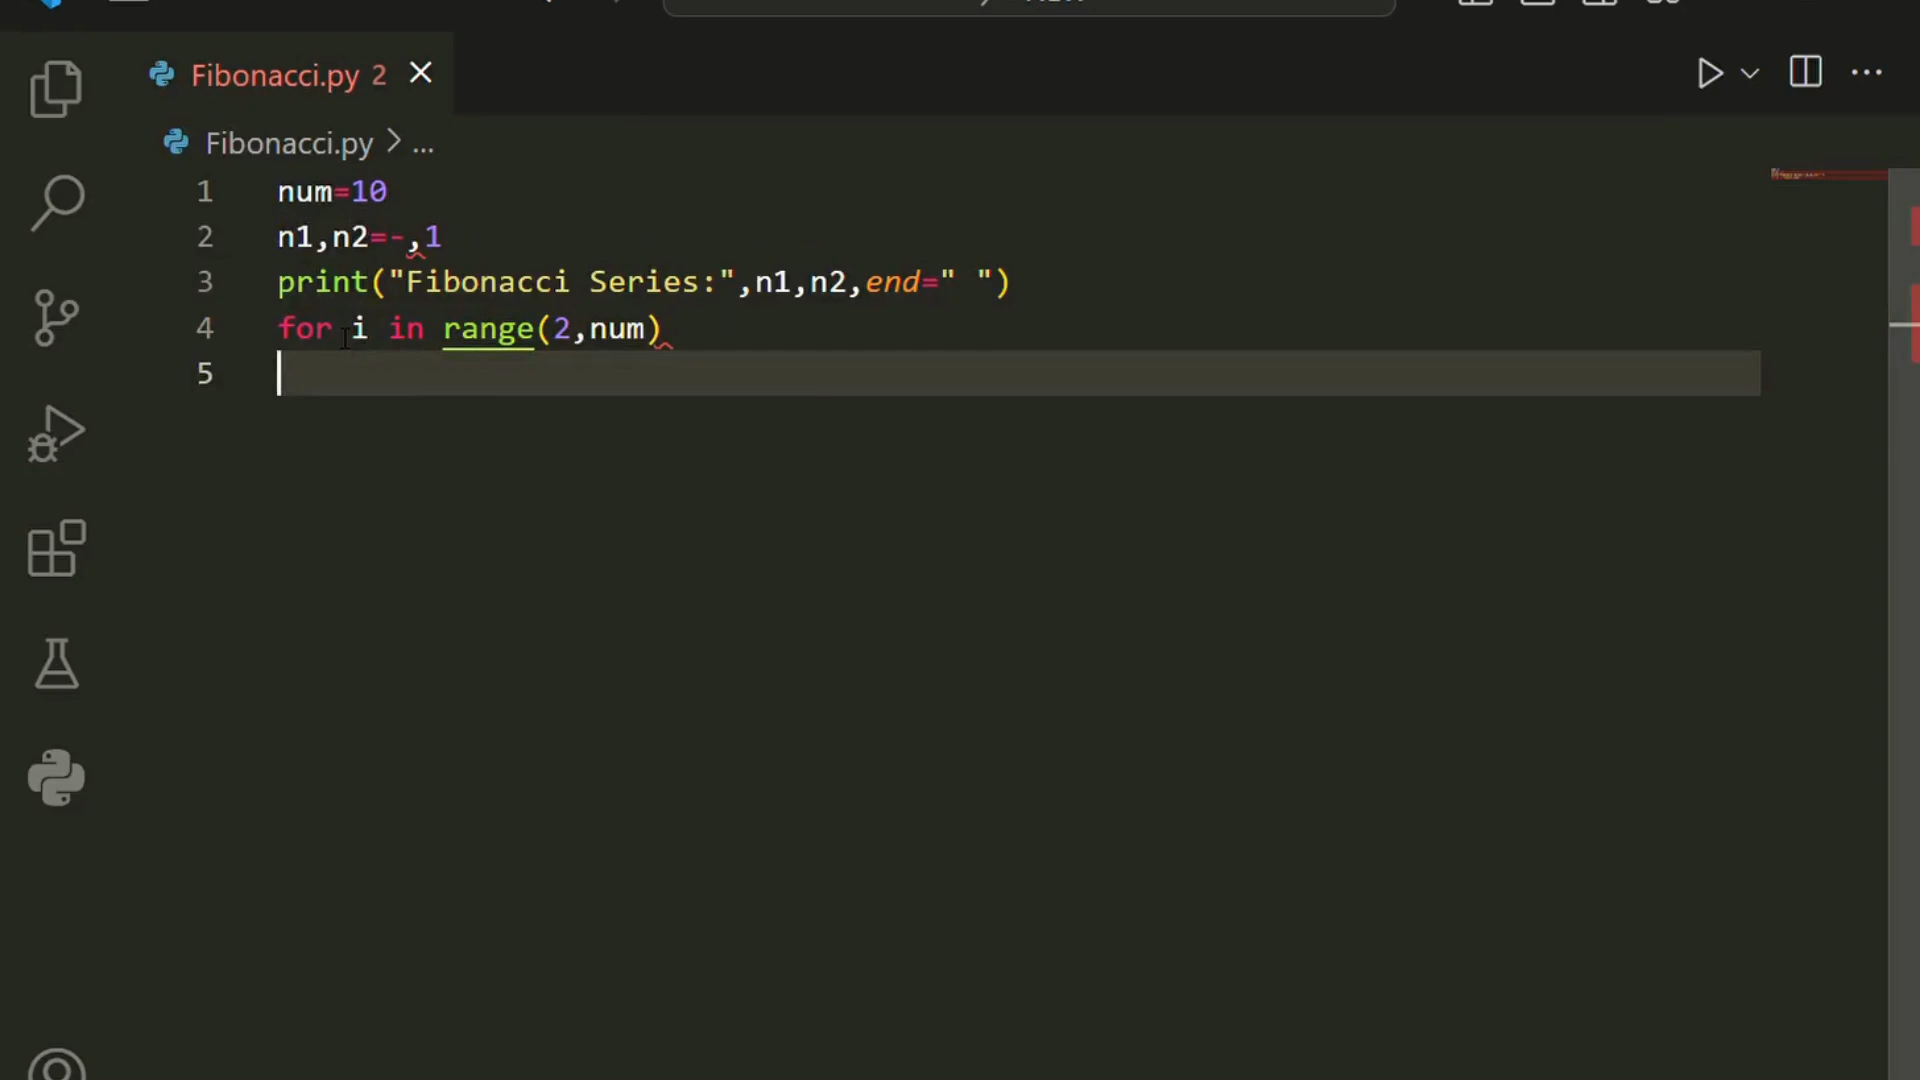 Fibonacci.py 2
Fibonacci.py > ...
1 num=10
2 n1,n2=-,1
3 print("Fibonacci Series:",n1,n2,end=" ")
4 for i in range(2,num)
5